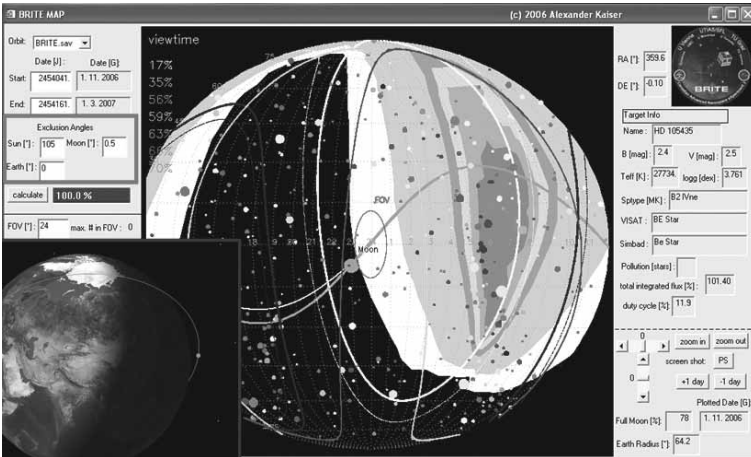 BRITE MAP (c) 2006 Alexander Kaiser
Orbit: BRITE.sav
Date [J]: Date [G]:
Start: 2454041. 1. 11. 2006
End: 2454161. 1. 3. 2007
Exclusion Angles
Sun [°]: 105 Moon [°]: 0.5
Earth [°]: 0
calculate 100.0 %
FOV [°]: 24 max. # in FOV : 0
viewtime
17%
35%
56%
59%
63%
FOV
Moon
RA [°]: 359.6
DE [°]: -0.10
BRITE
Target Info
Name : HD 105435
B [mag] : 2.4 V [mag] : 2.5
Teff [K] : 27734. logg [dex] : 3.761
Sptype [MK] : B2 IVne
VISAT : BE Star
Simbad : Be Star
Pollution [stars] :
total integrated flux [%] : 101.40
duty cycle [%]: 11.9
0 zoom in zoom out
screen shot: PS
0 +1 day -1 day
Plotted Date [G]
Full Moon [%]: 78 1. 11. 2006
Earth Radius [°]: 64.2